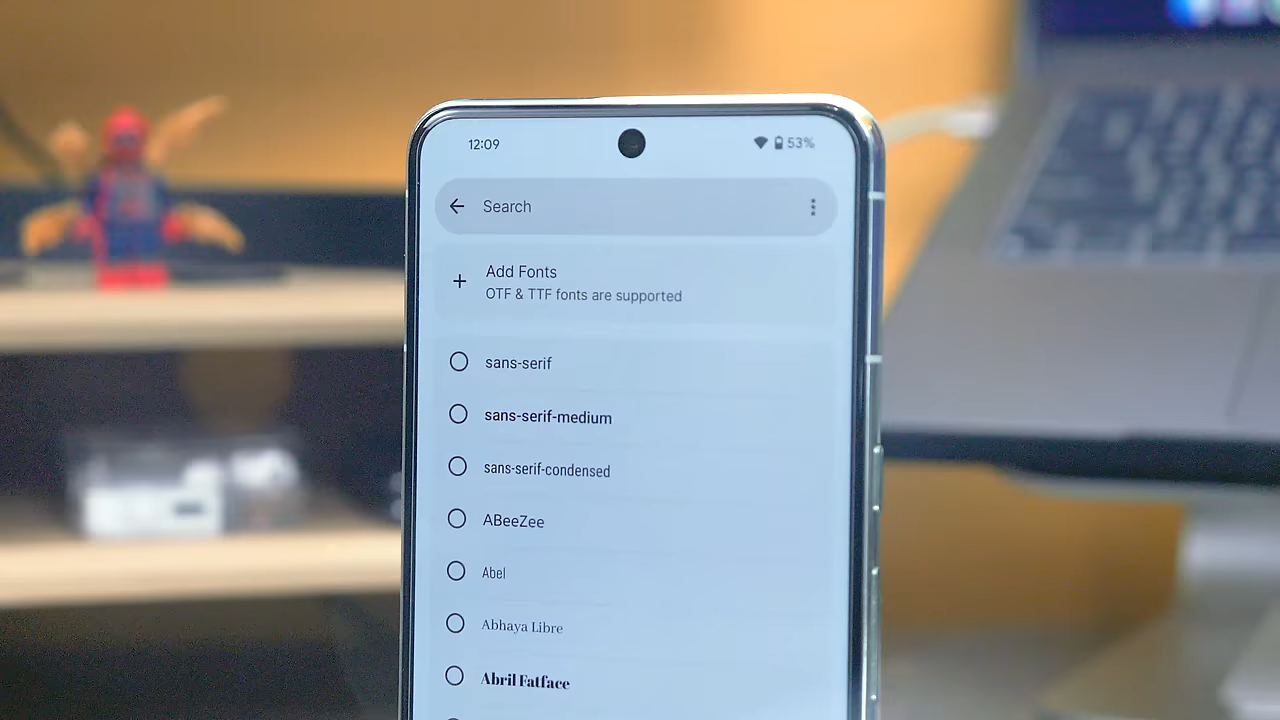 12:09
53%
Search
Add Fonts
OTF & TTF fonts are supported
sans-serif
sans-serif-medium
sans-serif-condensed
ABeeZee
Abel
Abhaya Libre
Abril Fatface